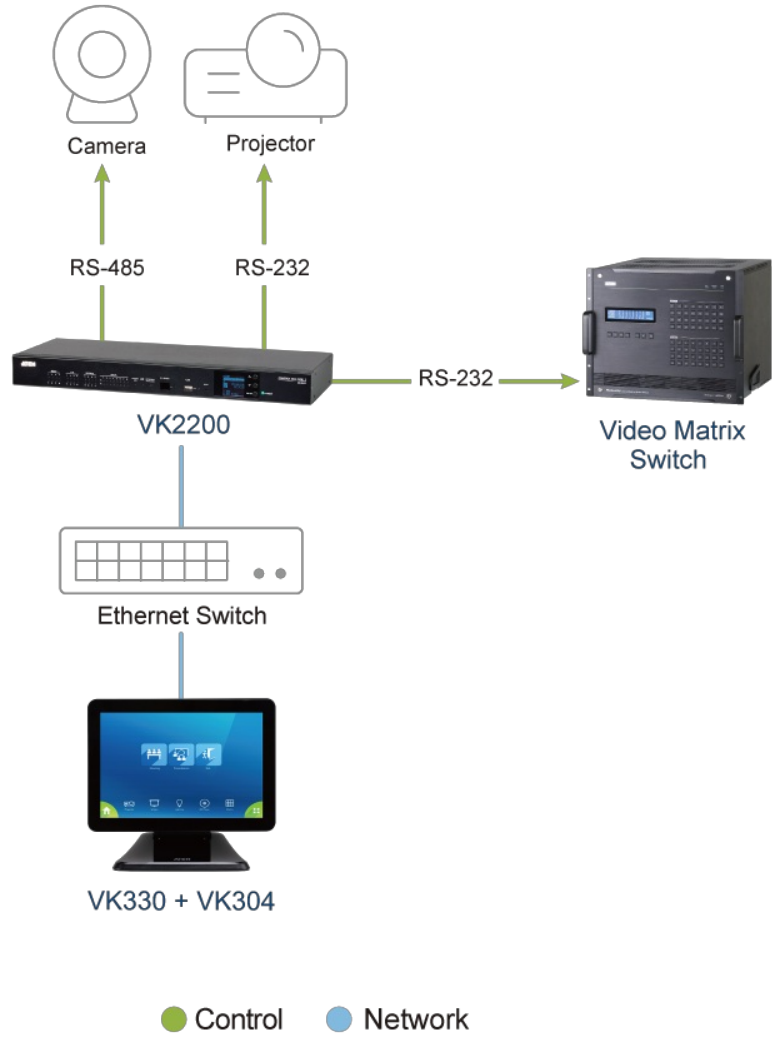 Camera
Projector
RS-485
RS-232
RS-232
VK2200
Video Matrix
Switch
Ethernet Switch
VK330 + VK304
Control
Network